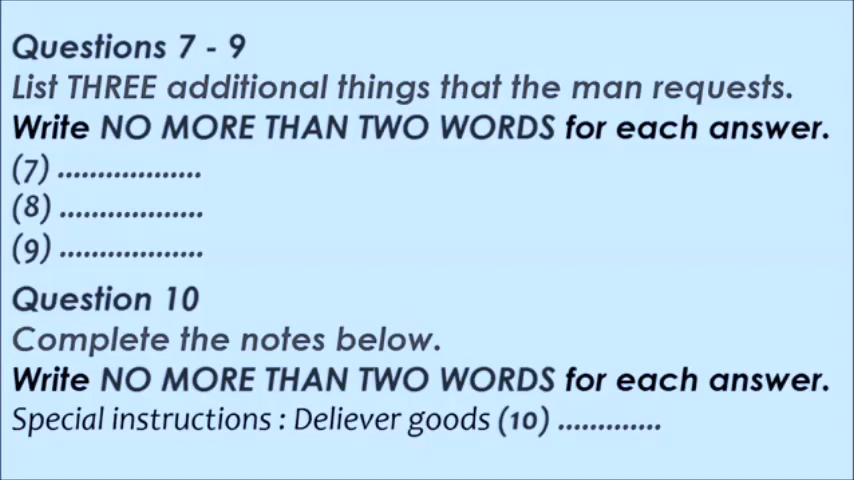 Questions 7 - 9
List THREE additional things that the man requests.
Write NO MORE THAN TWO WORDS for each answer.
(7) ..................
(8) ..................
(9) ..................
Question 10
Complete the notes below.
Write NO MORE THAN TWO WORDS for each answer.
Special instructions : Deliever goods (10) .............